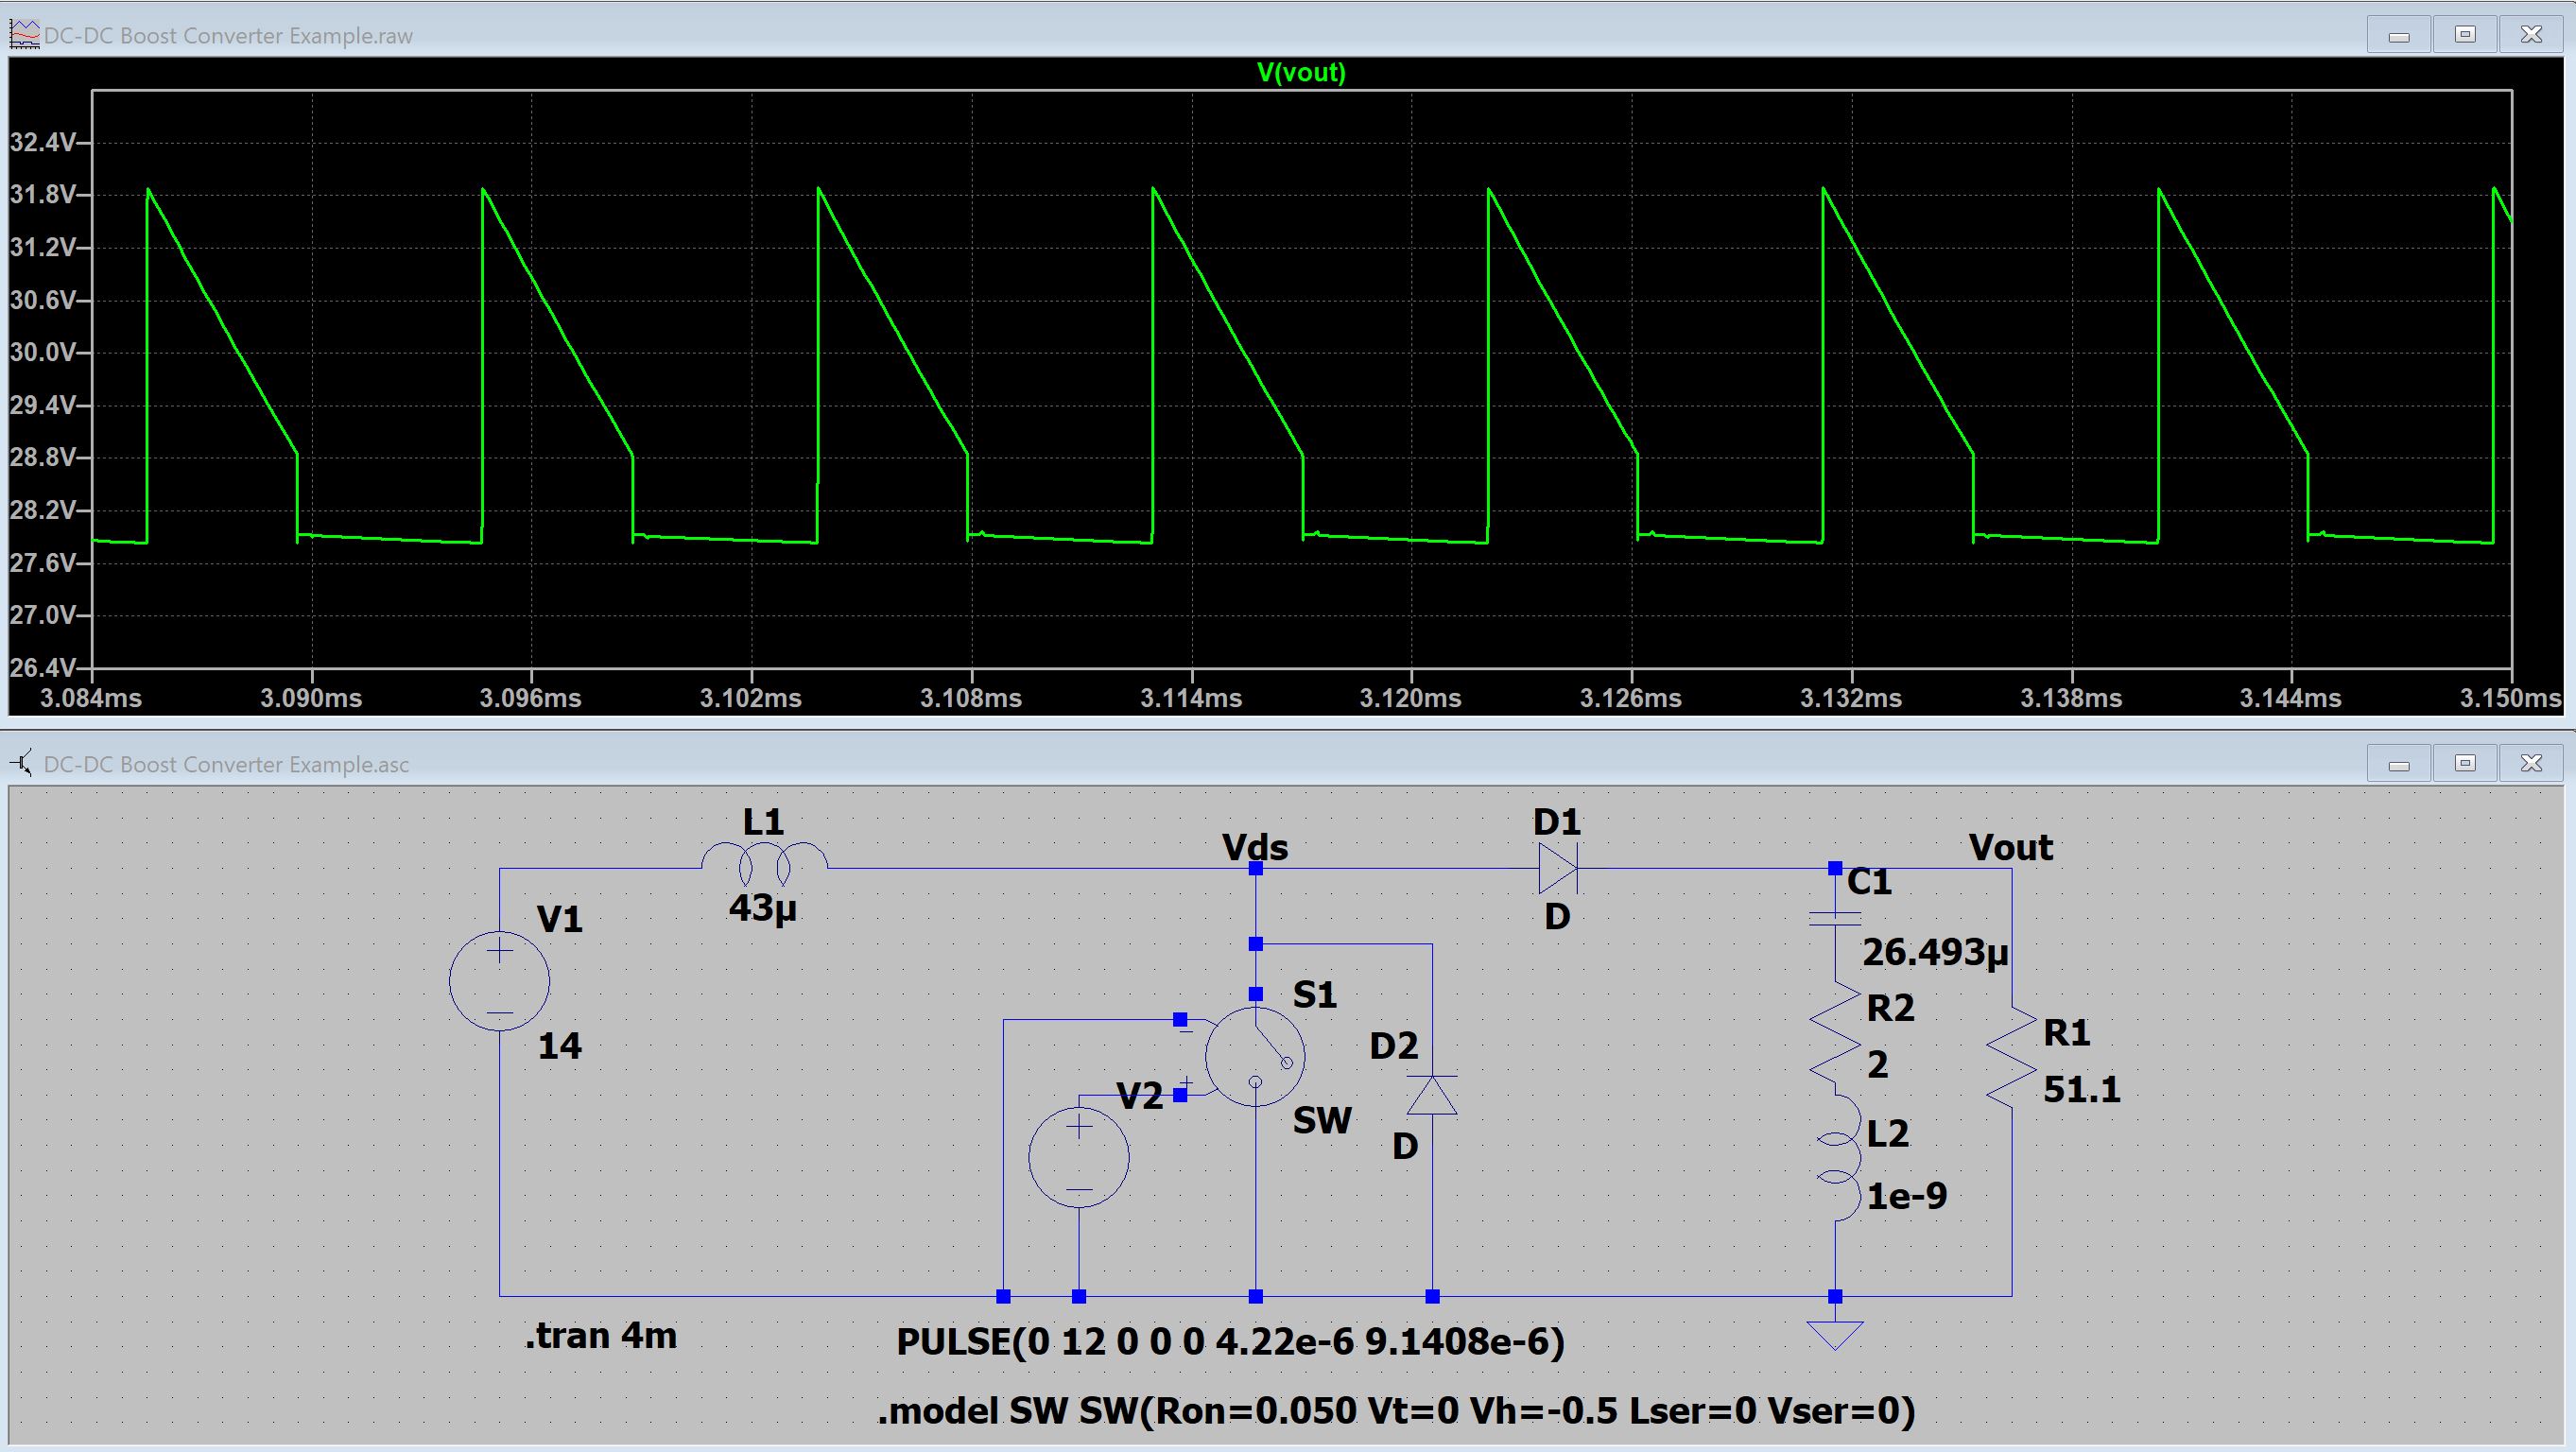 DC-DC Boost Converter Example.raw
V(vout)
32.4V
31.8V
31.2V
30.6V
30.0V
29.4V
28.8V
28.2V
27.6V
27.0V
26.4V
3.084ms 3.090ms 3.096ms 3.102ms 3.108ms 3.114ms 3.120ms 3.126ms 3.132ms 3.138ms 3.144ms 3.150ms
DC-DC Boost Converter Example.asc
L1
43µ
Vds
D1
D
Vout
C1
26.493µ
V1
14
S1
SW
V2
D2
D
R2
2
R1
51.1
L2
1e-9
.tran 4m
PULSE(0 12 0 0 0 4.22e-6 9.1408e-6)
.model SW SW(Ron=0.050 Vt=0 Vh=-0.5 Lser=0 Vser=0)